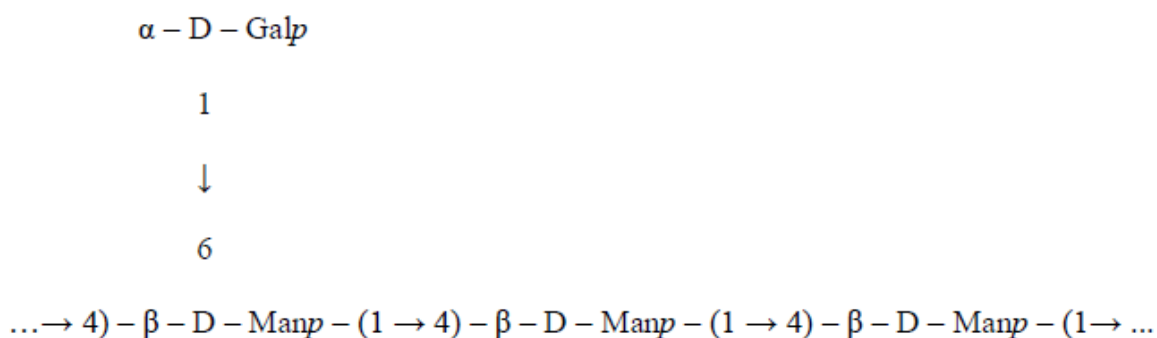 α – D – Galp
1
↓
6
…→ 4) – β – D – Manp – (1 → 4) – β – D – Manp – (1 → 4) – β – D – Manp – (1→ ...